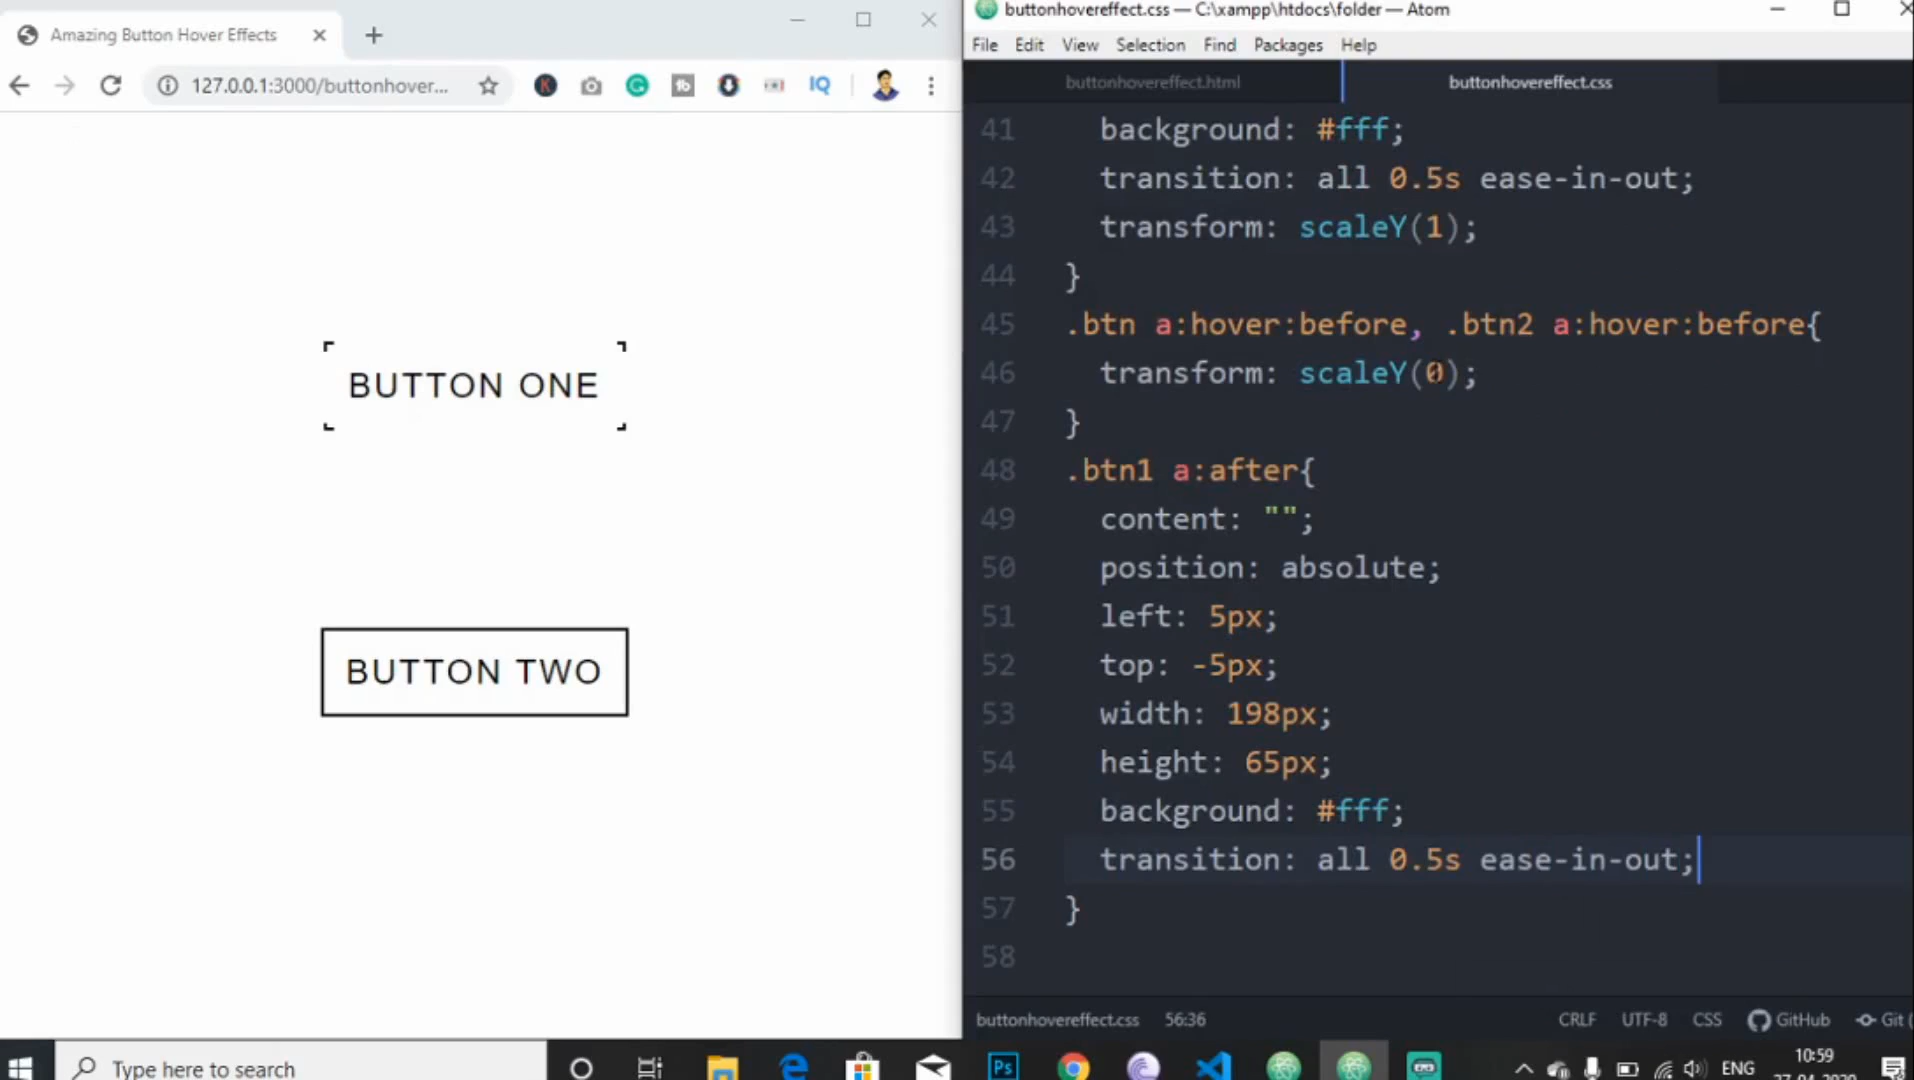 Amazing Button Hover Effects
127.0.0.1:3000/buttonhover...
BUTTON ONE
BUTTON TWO
buttonhovereffect.css — C:\xampp\htdocs\folder — Atom
File Edit View Selection Find Packages Help
buttonhovereffect.html
buttonhovereffect.css
41 background: #fff;
42 transition: all 0.5s ease-in-out;
43 transform: scaleY(1);
44 }
45 .btn a:hover:before, .btn2 a:hover:before{
46 transform: scaleY(0);
47 }
48 .btn1 a:after{
49 content: "";
50 position: absolute;
51 left: 5px;
52 top: -5px;
53 width: 198px;
54 height: 65px;
55 background: #fff;
56 transition: all 0.5s ease-in-out;
57 }
58
buttonhovereffect.css 56:36 CRLF UTF-8 CSS GitHub Git (
Type here to search
Ps
ENG
10:59